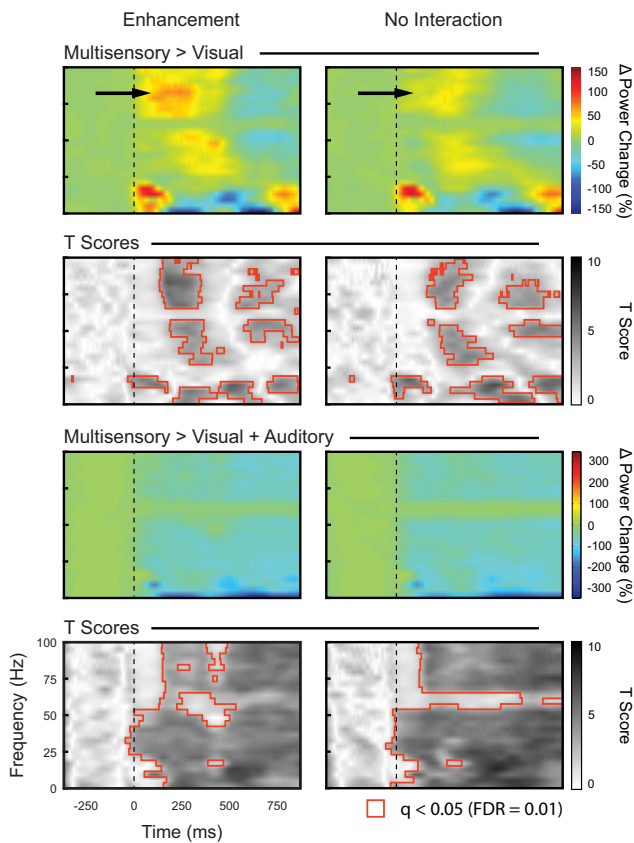 Enhancement
No Interaction
Multisensory > Visual
150
100
50
0
-50
-100
-150
Δ Power Change (%)
T Scores
10
5
0
T Score
Multisensory > Visual + Auditory
300
200
100
0
-100
-200
-300
Δ Power Change (%)
T Scores
100
75
50
25
0
Frequency (Hz)
10
5
0
T Score
-250 0 250 500 750
Time (ms)
q < 0.05 (FDR = 0.01)